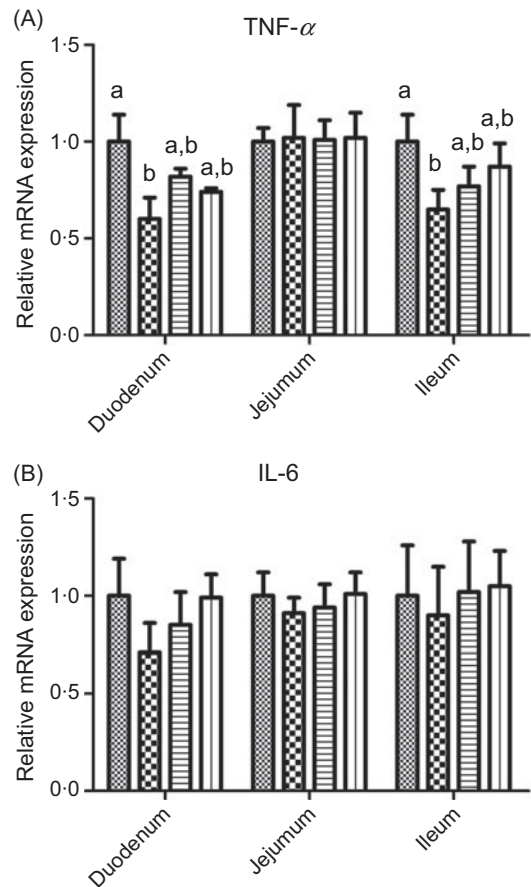 (A)
TNF-α
1·5
a
a
a,b
a,b
a,b
a,b
1·0
b
b
Relative mRNA expression
0·5
0·0
Duodenum
Jejumum
Ileum
(B)
IL-6
1·5
1·0
Relative mRNA expression
0·5
0·0
Duodenum
Jejumum
Ileum